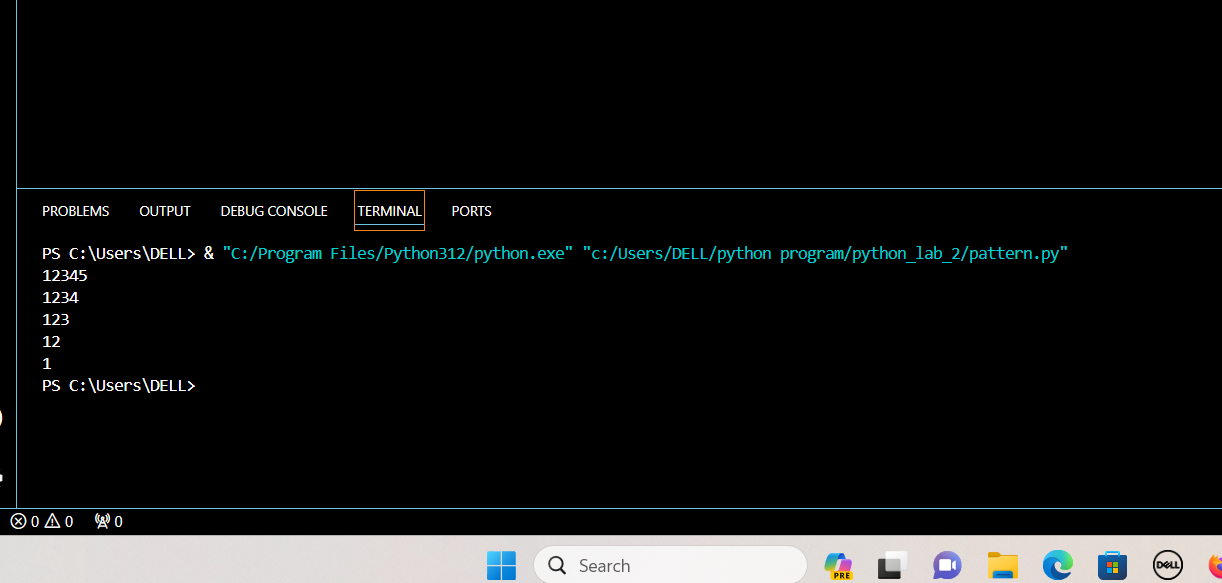 PROBLEMS OUTPUT DEBUG CONSOLE TERMINAL PORTS
PS C:\Users\DELL> & "C:/Program Files/Python312/python.exe" "c:/Users/DELL/python program/python_lab_2/pattern.py"
12345
1234
123
12
1
PS C:\Users\DELL>
0 0 0
Search
PRE
DELL